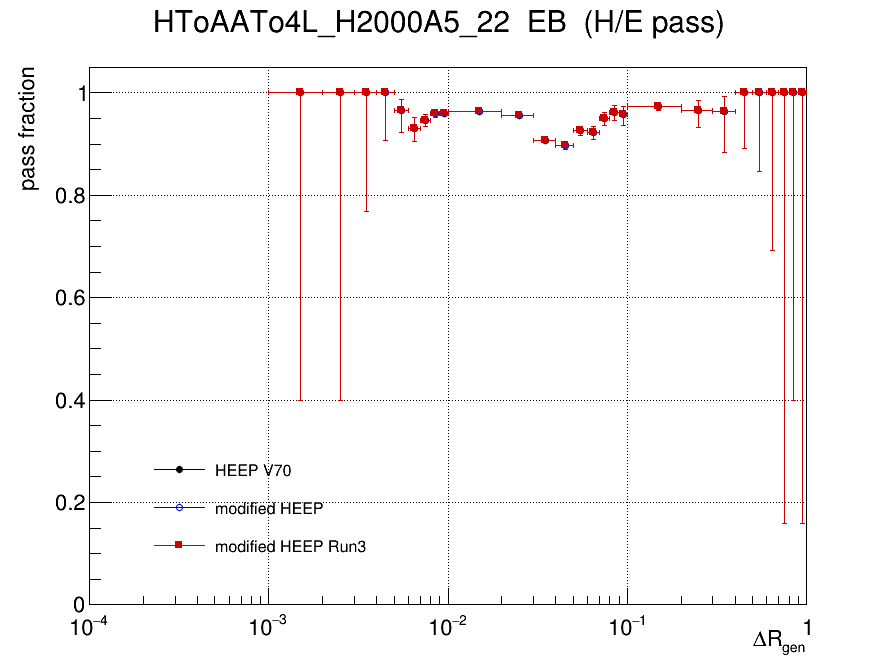 HToAATo4L_H2000A5_22 EB (H/E pass)
pass fraction
1
0.8
0.6
0.4
0.2
0
HEEP V70
modified HEEP
modified HEEP Run3
10⁻⁴ 10⁻³ 10⁻² 10⁻¹ 1
ΔR_gen